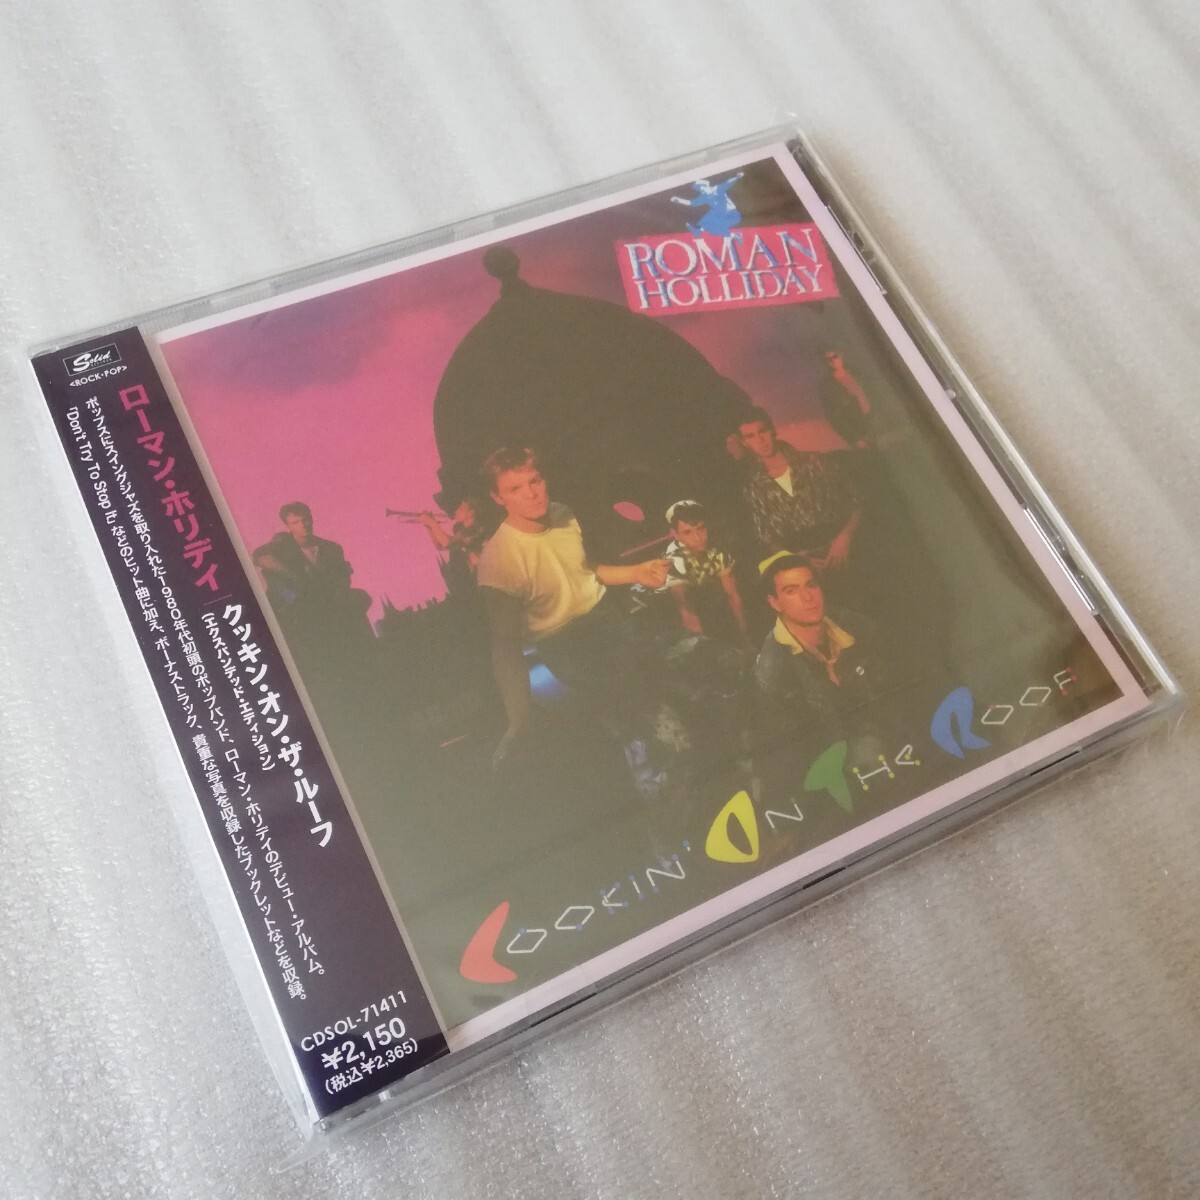 Solid
<ROCK・POP>
ローマン・ホリデイ
クッキン・オン・ザ・ルーフ
(エクスパンデッド・エディション)
ポップスにスイングジャズを取り入れた1980年代初頭のポップバンド、ローマン・ホリデイのデビュー・アルバム。
「Don't Try To Stop It」などのヒット曲に加え、ボーナストラック、貴重な写真を収録したブックレットなどを収録。
CDSOL-71411
¥2,150
(税込¥2,365)
ROMAN
HOLLIDAY
COOKIN' ON THE ROOF